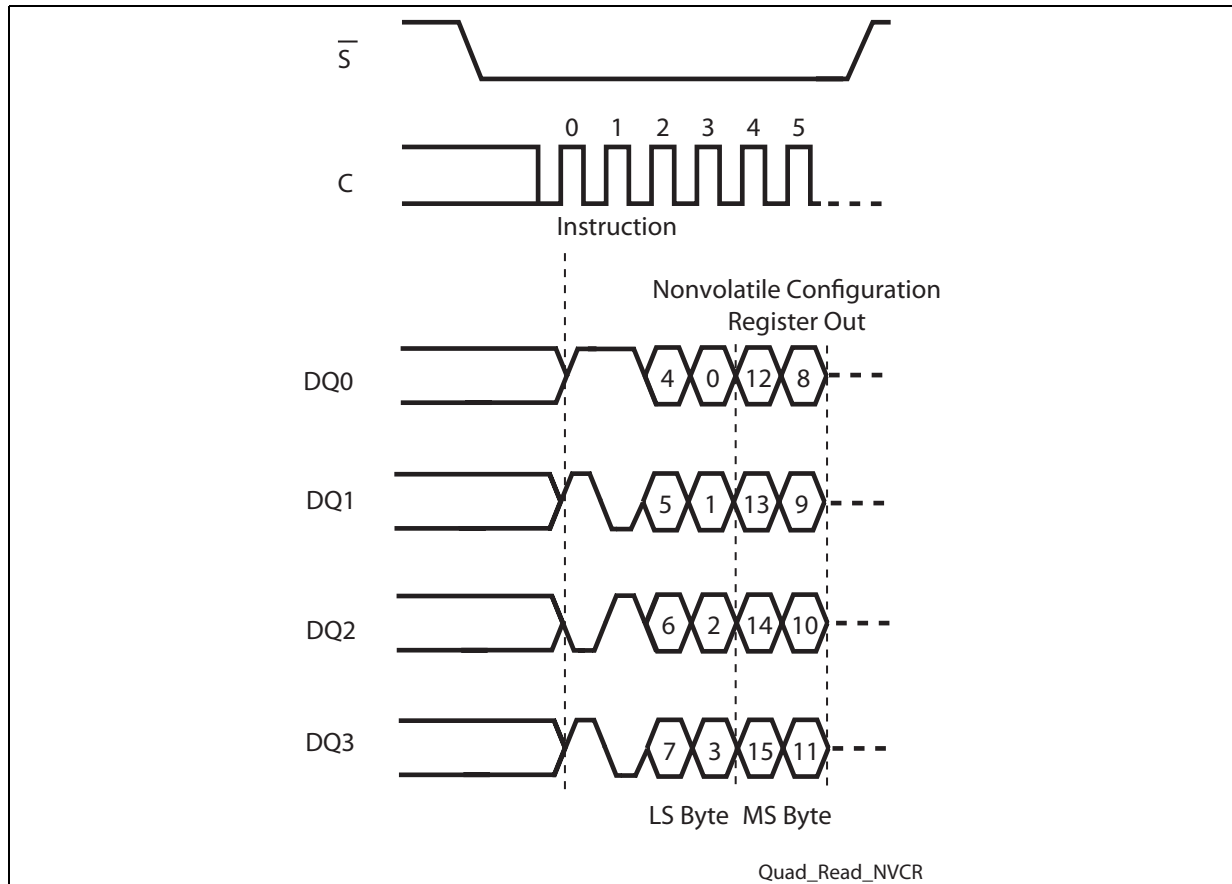 S
0 1 2 3 4 5
C
Instruction
Nonvolatile Configuration
Register Out
DQ0 4 0 12 8
DQ1 5 1 13 9
DQ2 6 2 14 10
DQ3 7 3 15 11
LS Byte MS Byte
Quad_Read_NVCR